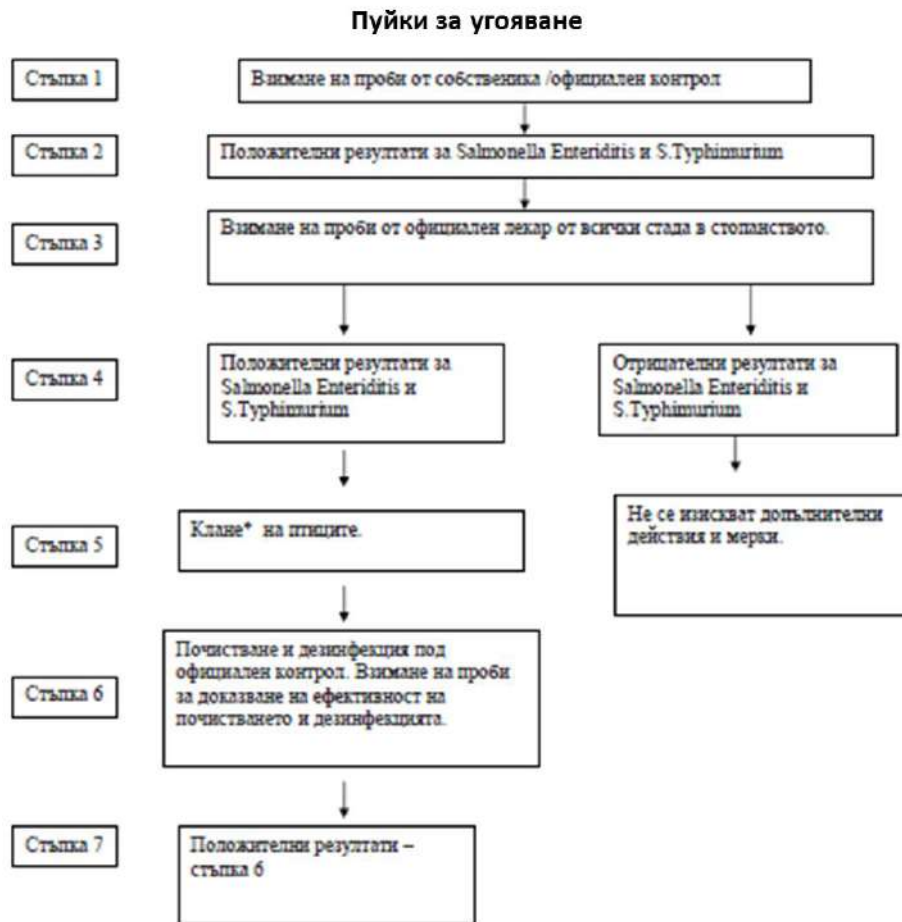 Пуйки за угояване
Стъпка 1
Взимане на проби от собственика /официален контрол
Стъпка 2
Положителни резултати за Salmonella Enteriditis и S.Typhimurium
Стъпка 3
Взимане на проби от официален лекар от всички стада в стопанството.
Стъпка 4
Положителни резултати за
Salmonella Enteriditis и
S.Typhimurium
Отрицателни резултати за
Salmonella Enteriditis и
S.Typhimurium
Стъпка 5
Клане* на птиците.
Не се изискват допълнителни
действия и мерки.
Стъпка 6
Почистване и дезинфекция под
официален контрол. Взимане на проби
за доказване на ефективност на
почистването и дезинфекцията.
Стъпка 7
Положителни резултати –
стъпка 6